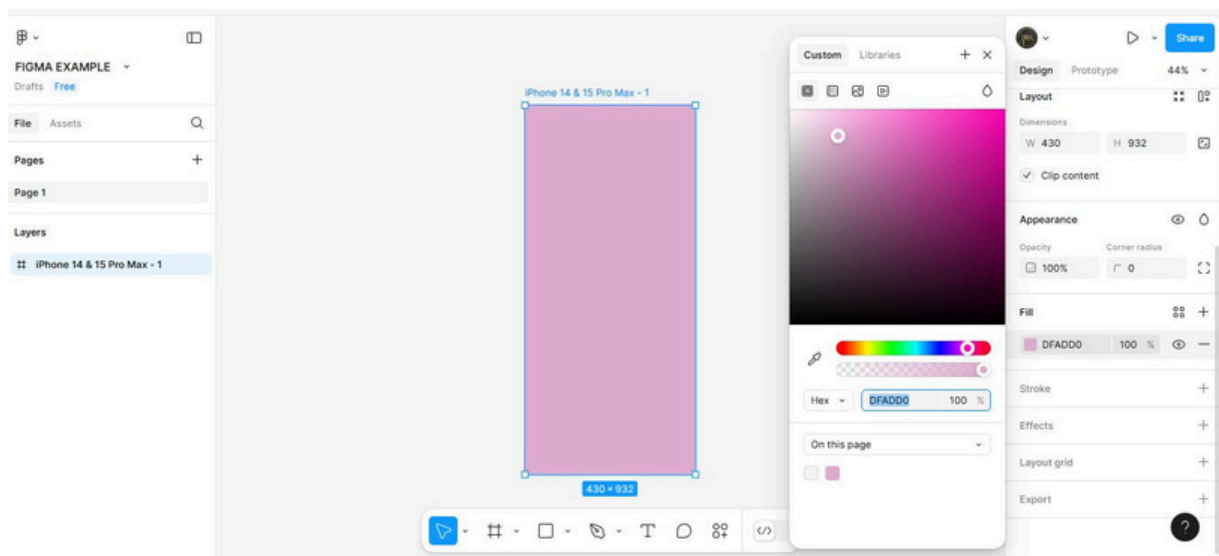 FIGMA EXAMPLE
Drafts Free
File Assets
Pages
Page 1
Layers
iPhone 14 & 15 Pro Max - 1
iPhone 14 & 15 Pro Max - 1
430 × 932
Custom Libraries
Hex DFADD0 100 %
On this page
Share
Design Prototype 44%
Layout
Dimensions
W 430 H 932
Clip content
Appearance
Opacity Corner radius
100% 0
Fill
DFADD0 100 %
Stroke
Effects
Layout grid
Export
?